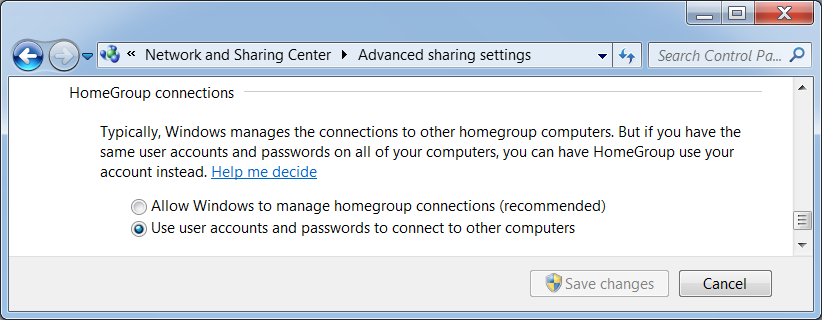 « Network and Sharing Center ▸ Advanced sharing settings
Search Control Pa...
HomeGroup connections
Typically, Windows manages the connections to other homegroup computers. But if you have the
same user accounts and passwords on all of your computers, you can have HomeGroup use your
account instead. Help me decide
Allow Windows to manage homegroup connections (recommended)
Use user accounts and passwords to connect to other computers
Save changes
Cancel